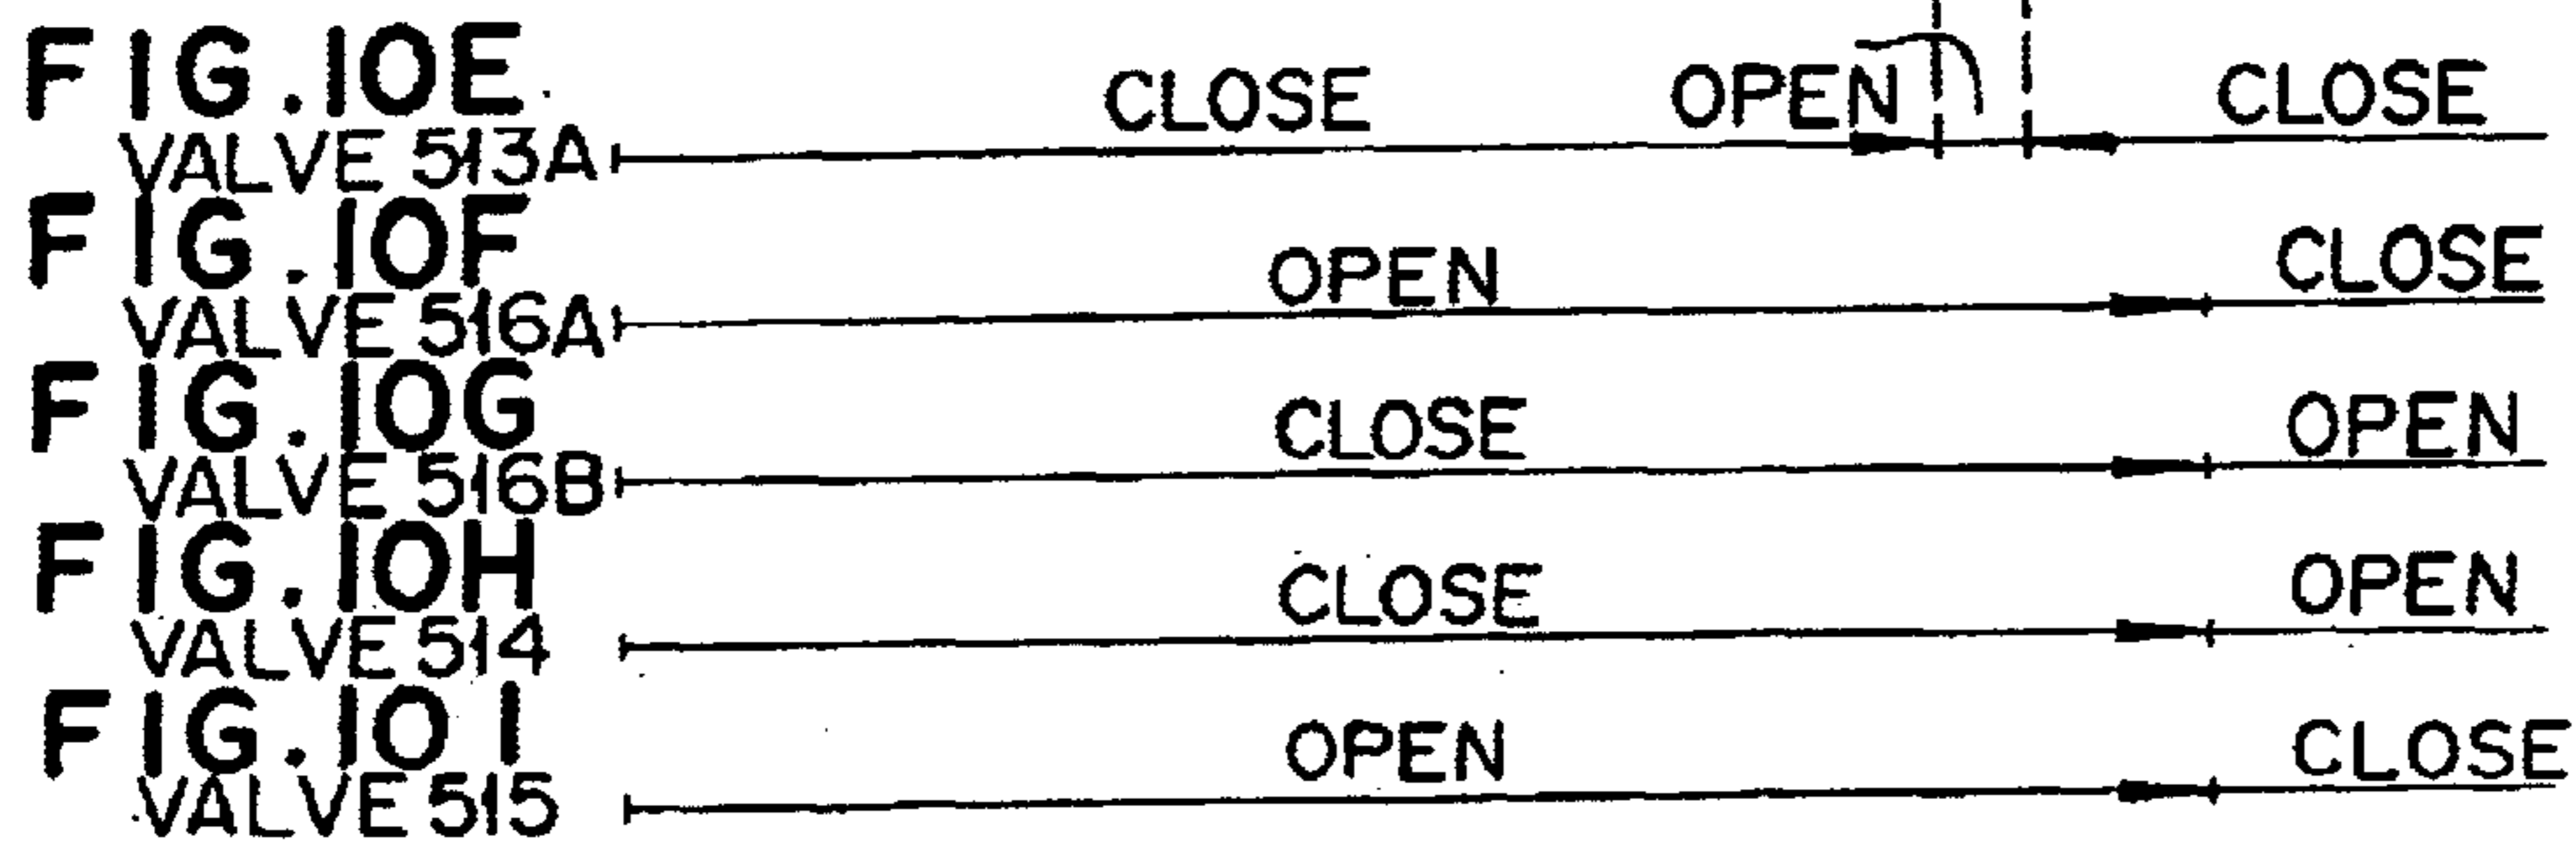 FIG.10E
CLOSE OPEN CLOSE
VALVE 513A
FIG.10F
OPEN CLOSE
VALVE 516A
FIG.10G
CLOSE OPEN
VALVE 516B
FIG.10H
CLOSE OPEN
VALVE 514
FIG.10I
OPEN CLOSE
VALVE 515